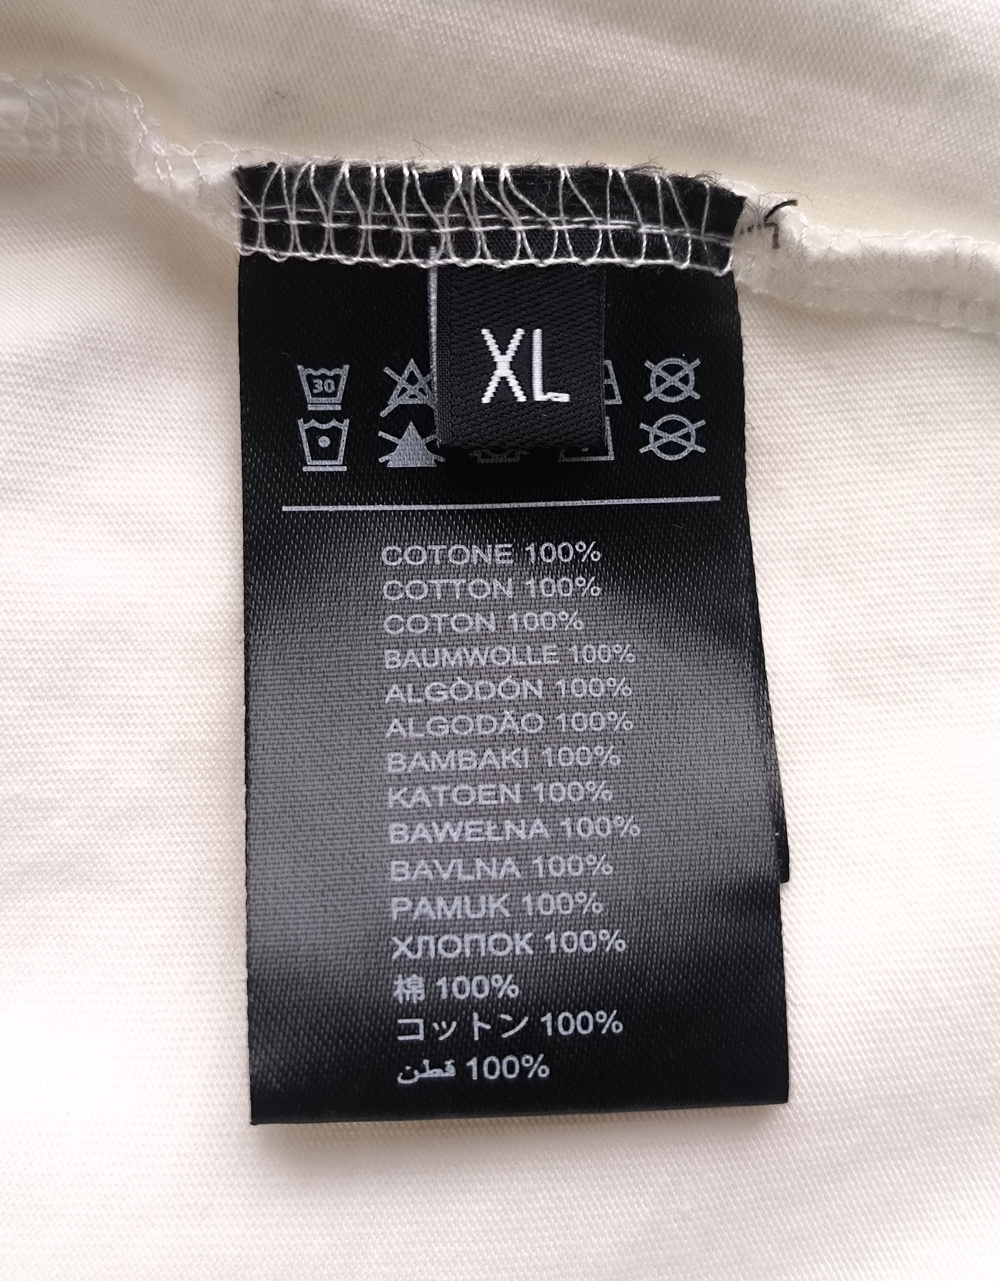 XL
30
COTONE 100%
COTTON 100%
COTON 100%
BAUMWOLLE 100%
ALGÒDÓN 100%
ALGODÃO 100%
BAMBAKI 100%
KATOEN 100%
BAWEŁNA 100%
BAVLNA 100%
PAMUK 100%
ХЛОПОК 100%
棉 100%
コットン 100%
قطن 100%